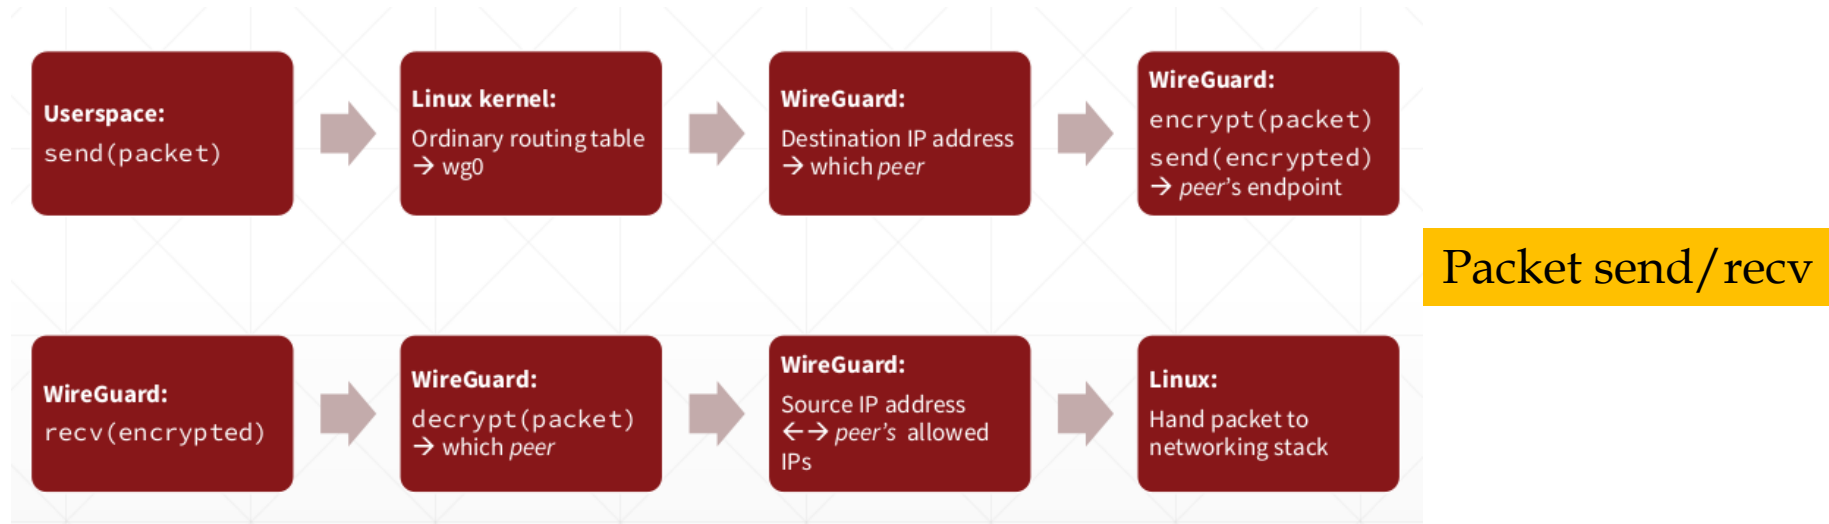 Userspace:
send(packet)
Linux kernel:
Ordinary routing table
→ wg0
WireGuard:
Destination IP address
→ which peer
WireGuard:
encrypt(packet)
send(encrypted)
→ peer's endpoint
Packet send/recv
WireGuard:
recv(encrypted)
WireGuard:
decrypt(packet)
→ which peer
WireGuard:
Source IP address
←→ peer's allowed
IPs
Linux:
Hand packet to
networking stack